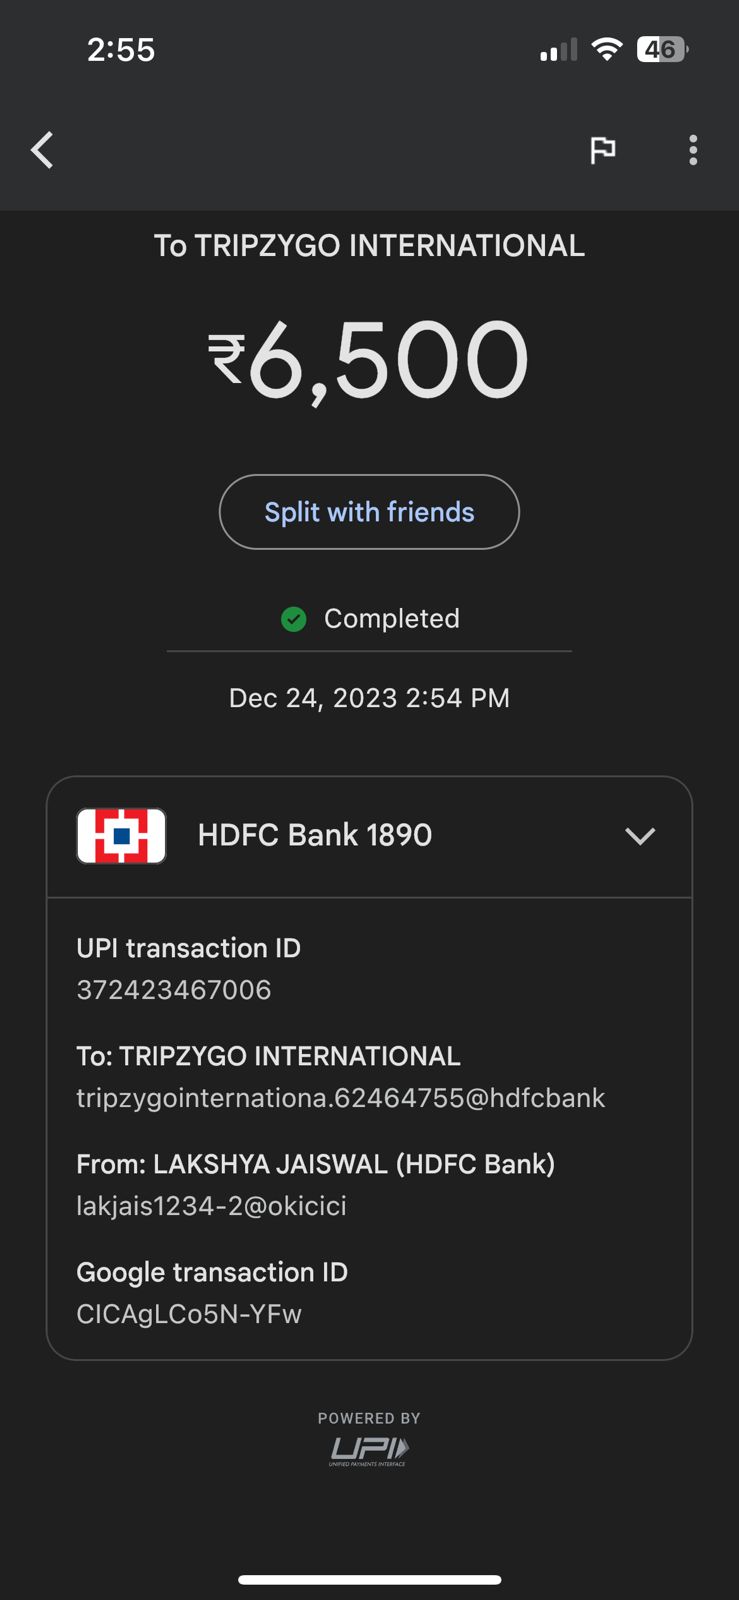 2:55
46
To TRIPZYGO INTERNATIONAL
₹6,500
Split with friends
Completed
Dec 24, 2023 2:54 PM
HDFC Bank 1890
UPI transaction ID
372423467006
To: TRIPZYGO INTERNATIONAL
tripzygointernationa.62464755@hdfcbank
From: LAKSHYA JAISWAL (HDFC Bank)
lakjais1234-2@okicici
Google transaction ID
CICAgLCo5N-YFw
POWERED BY
UPI
UNIFIED PAYMENTS INTERFACE